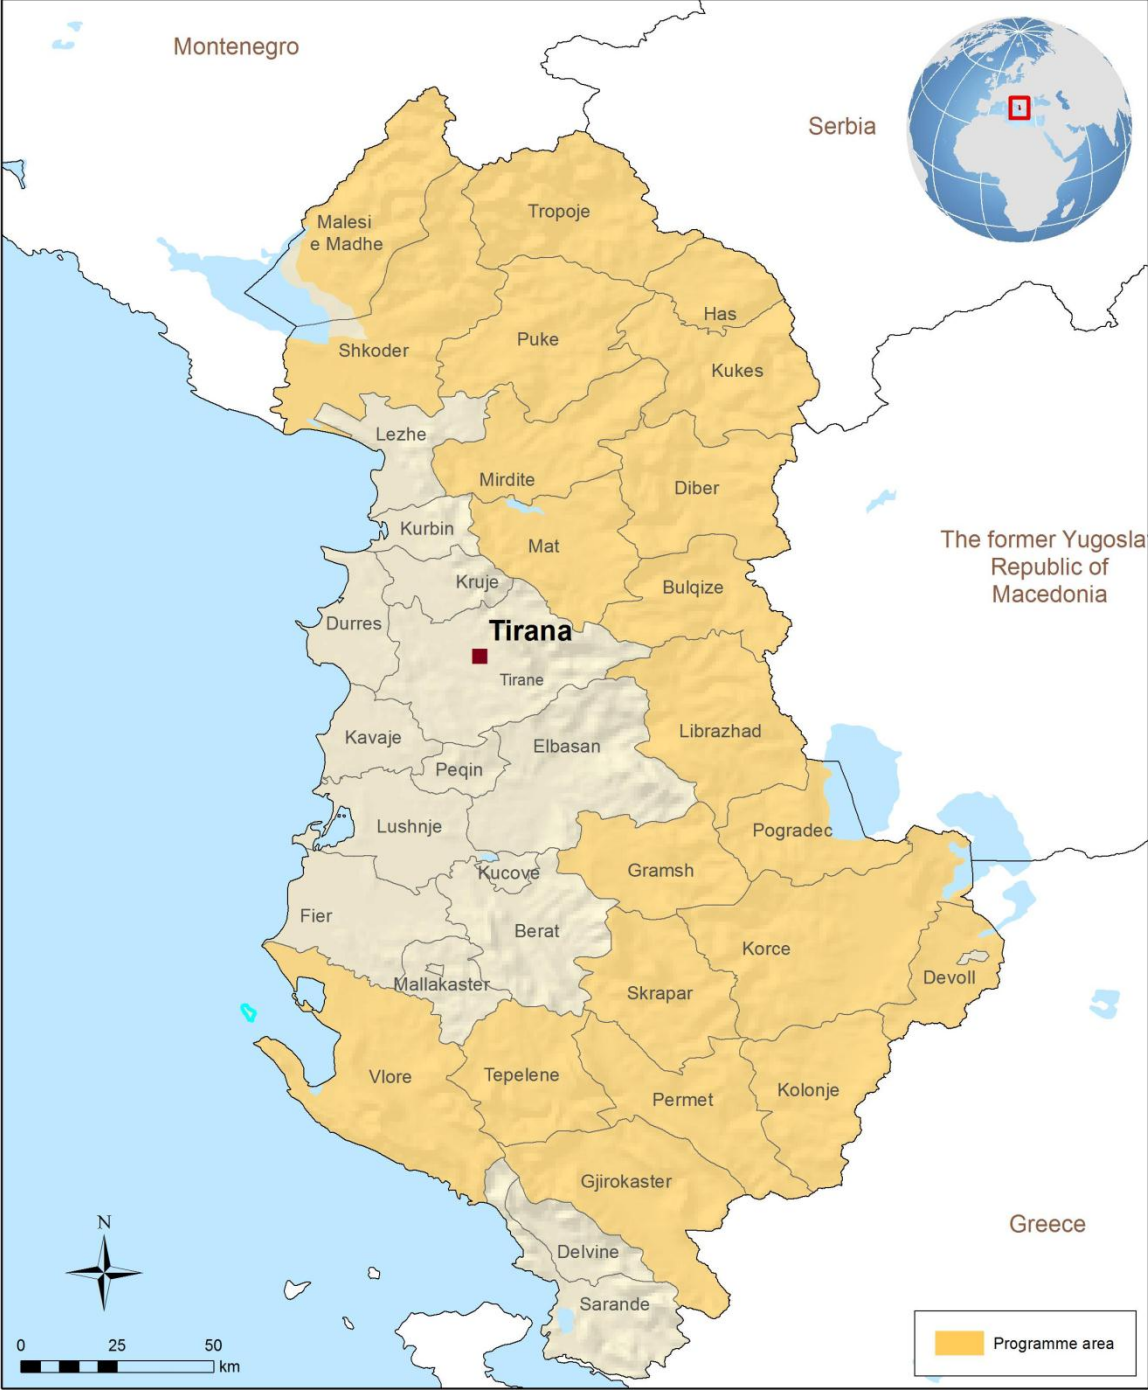 Montenegro
Serbia
Tropoje
Malesi
e Madhe
Has
Puke
Shkoder
Kukes
Lezhe
Mirdite
Diber
Kurbin
Mat
The former Yugosla
Republic of
Macedonia
Kruje
Bulqize
Durres
Tirana
Tirane
Librazhad
Kavaje
Elbasan
Peqin
Lushnje
Pogradec
Kucove
Gramsh
Fier
Berat
Korce
Mallakaster
Skrapar
Devoll
Vlore
Tepelene
Permet
Kolonje
Gjirokaster
N
Greece
Delvine
Sarande
0 25 50
km
Programme area